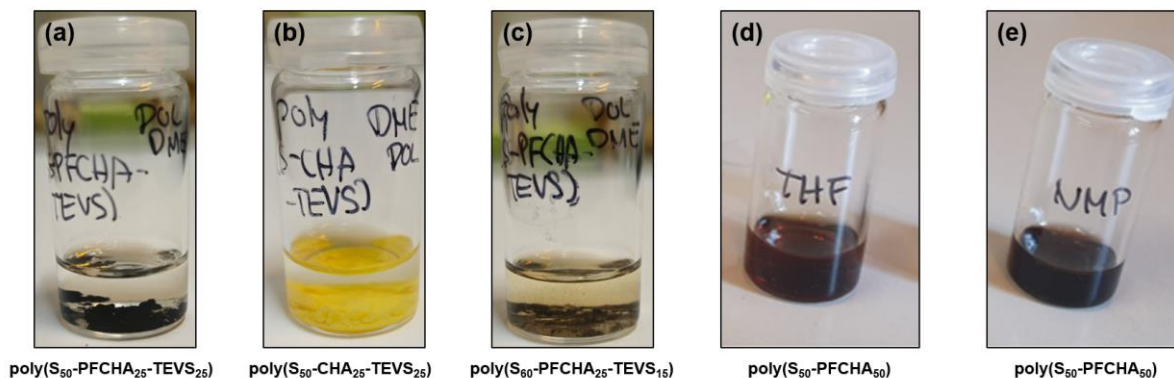 (a)
poly DOL
DME
-PFCHA-
TEVS)
(b)
POLY DME
S-CHA DOL
-TEVS)
(c)
poly DOL
S-PFCHA- DME
TEVS)
(d)
THF
(e)
NMP
poly(S₅₀-PFCHA₂₅-TEVS₂₅)
poly(S₅₀-CHA₂₅-TEVS₂₅)
poly(S₆₀-PFCHA₂₅-TEVS₁₅)
poly(S₅₀-PFCHA₅₀)
poly(S₅₀-PFCHA₅₀)